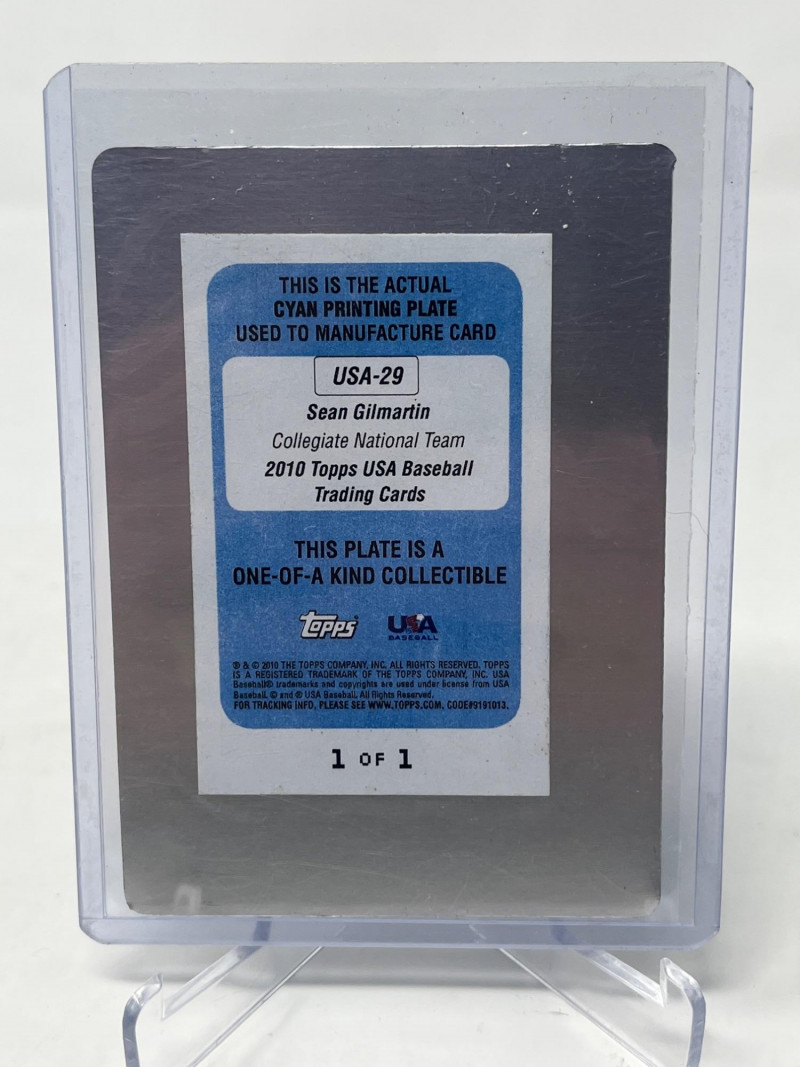 THIS IS THE ACTUAL
CYAN PRINTING PLATE
USED TO MANUFACTURE CARD
USA-29
Sean Gilmartin
Collegiate National Team
2010 Topps USA Baseball
Trading Cards
THIS PLATE IS A
ONE-OF-A KIND COLLECTIBLE
topps USA
BASEBALL
® & © 2010 THE TOPPS COMPANY, INC. ALL RIGHTS RESERVED. TOPPS
IS A REGISTERED TRADEMARK OF THE TOPPS COMPANY, INC. USA
Baseball® trademarks and copyrights are used under license from USA
Baseball. © and ® USA Baseball. All Rights Reserved.
FOR TRACKING INFO, PLEASE SEE WWW.TOPPS.COM. CODE#9191013.
1 OF 1